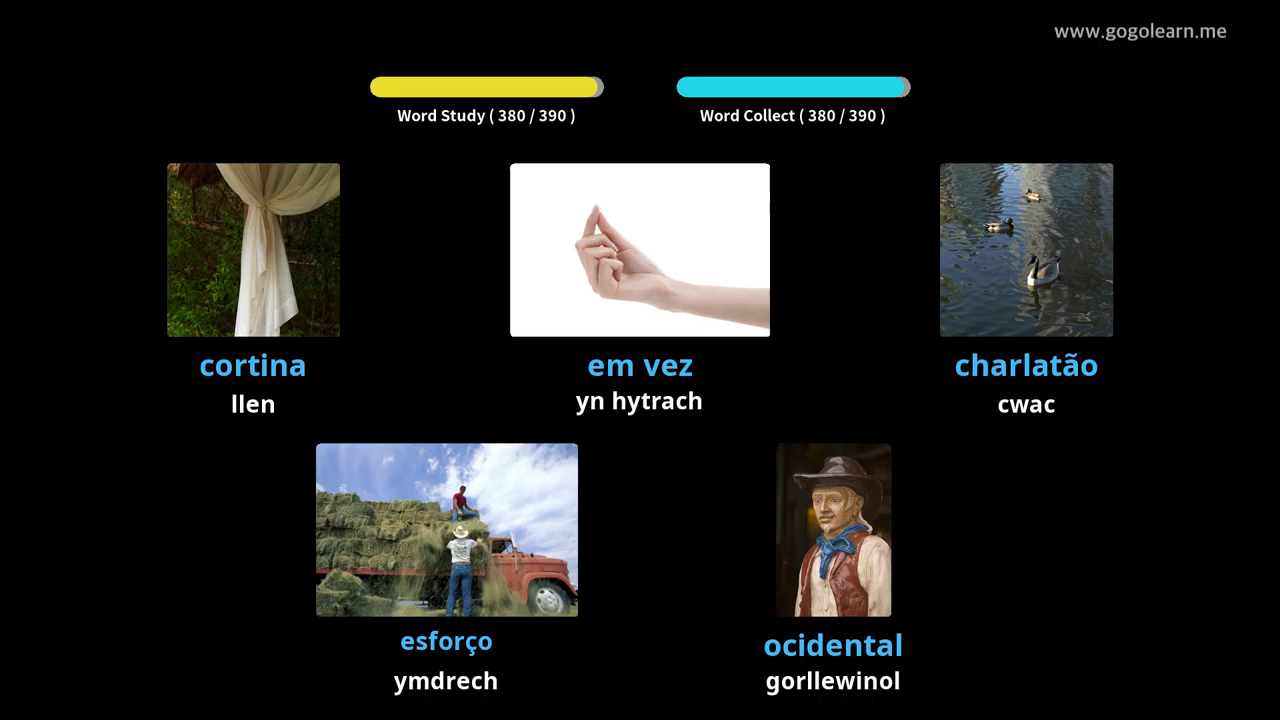 www.gogolearn.me
Word Study ( 380 / 390 )
Word Collect ( 380 / 390 )
cortina
llen
em vez
yn hytrach
charlatão
cwac
esforço
ymdrech
ocidental
gorllewinol